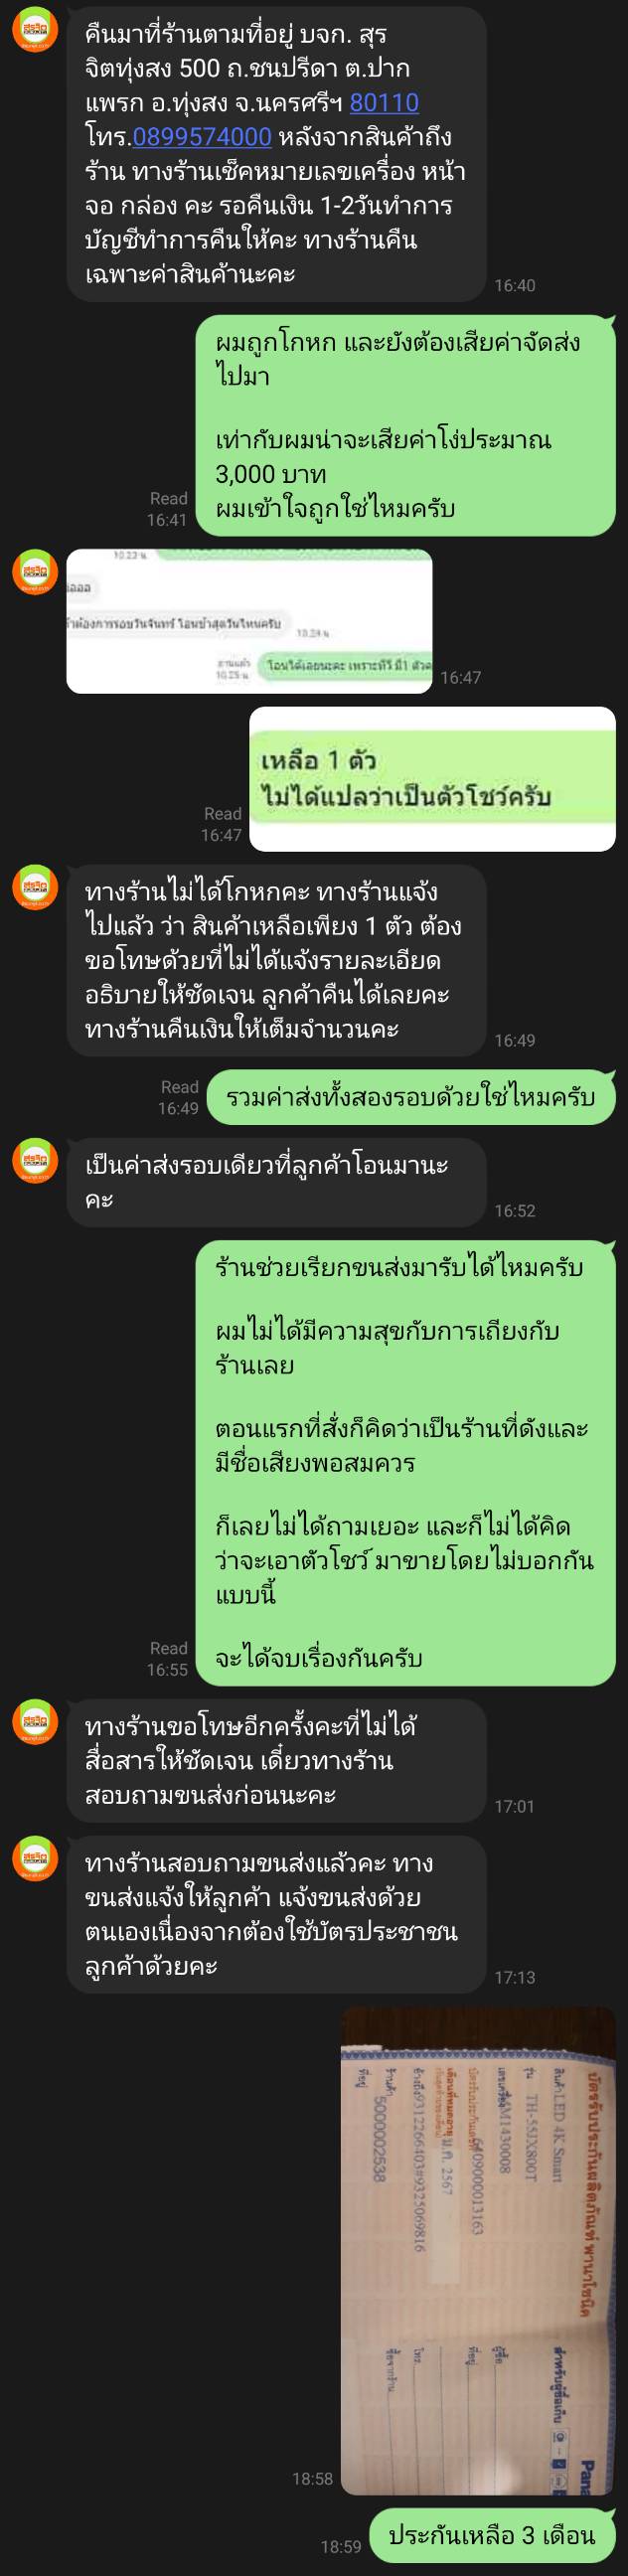 คืนมาที่ร้านตามที่อยู่ บจก. สุร
จิตทุ่งสง 500 ถ.ชนปรีดา ต.ปาก
แพรก อ.ทุ่งสง จ.นครศรีฯ 80110
โทร.0899574000 หลังจากสินค้าถึง
ร้าน ทางร้านเช็คหมายเลขเครื่อง หน้า
จอ กล่อง คะ รอคืนเงิน 1-2วันทำการ
บัญชีทำการคืนให้คะ ทางร้านคืน
เฉพาะค่าสินค้านะคะ
16:40
ผมถูกโกหก และยังต้องเสียค่าจัดส่ง
ไปมา
เท่ากับผมน่าจะเสียค่าโง่ประมาณ
3,000 บาท
ผมเข้าใจถูกใช่ไหมครับ
Read
16:41
10.23 น.
ถ้าต้องการรอบวันจันทร์ โอนช้าสุดวันไหนครับ
10.24 น.
อ่านแล้ว
10.25 น.
โอนได้เลยนะคะ เพราะทีวี มี1 ตัวค
16:47
เหลือ 1 ตัว
ไม่ได้แปลว่าเป็นตัวโชว์ครับ
Read
16:47
ทางร้านไม่ได้โกหกคะ ทางร้านแจ้ง
ไปแล้ว ว่า สินค้าเหลือเพียง 1 ตัว ต้อง
ขอโทษด้วยที่ไม่ได้แจ้งรายละเอียด
อธิบายให้ชัดเจน ลูกค้าคืนได้เลยคะ
ทางร้านคืนเงินให้เต็มจำนวนคะ
16:49
รวมค่าส่งทั้งสองรอบด้วยใช่ไหมครับ
Read
16:49
เป็นค่าส่งรอบเดียวที่ลูกค้าโอนมานะ
คะ
16:52
ร้านช่วยเรียกขนส่งมารับได้ไหมครับ
ผมไม่ได้มีความสุขกับการเถียงกับ
ร้านเลย
ตอนแรกที่สั่งก็คิดว่าเป็นร้านที่ดังและ
มีชื่อเสียงพอสมควร
ก็เลยไม่ได้ถามเยอะ และก็ไม่ได้คิด
ว่าจะเอาตัวโชว์ มาขายโดยไม่บอกกัน
แบบนี้
จะได้จบเรื่องกันครับ
Read
16:55
ทางร้านขอโทษอีกครั้งคะที่ไม่ได้
สื่อสารให้ชัดเจน เดี๋ยวทางร้าน
สอบถามขนส่งก่อนนะคะ
17:01
ทางร้านสอบถามขนส่งแล้วคะ ทาง
ขนส่งแจ้งให้ลูกค้า แจ้งขนส่งด้วย
ตนเองเนื่องจากต้องใช้บัตรประชาชน
ลูกค้าด้วยคะ
17:13
บัตรรับประกันผลิตภัณฑ์ พานาโซนิค
สินค้า LED 4K Smart
รุ่น TH-55JX800T
ม.ค. 2567
ร้านค้า 5000002538
ที่อยู่
สำหรับผู้ซื้อเก็บ
ผู้ซื้อ
ที่อยู่
โทร.
ซื้อจากร้าน
Pana
18:58
ประกันเหลือ 3 เดือน
18:59